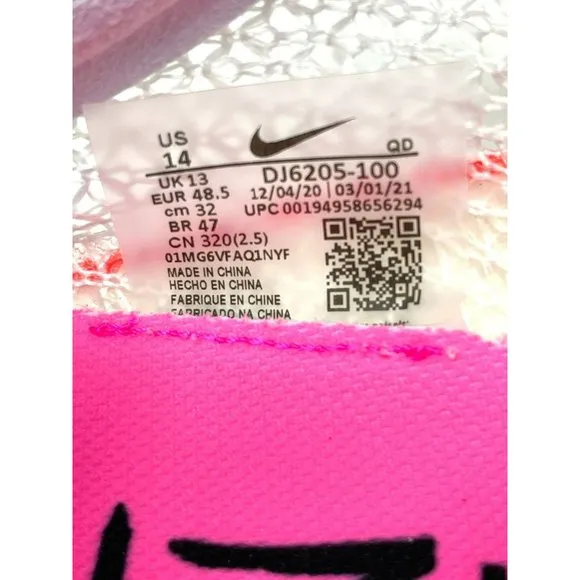 US
14
QD
UK 13
DJ6205-100
EUR 48.5
12/04/20 | 03/01/21
cm 32
UPC 00194958656294
BR 47
CN 320(2.5)
01MG6VFAQ1NYF
MADE IN CHINA
HECHO EN CHINA
FABRIQUE EN CHINE
FABRICADO NA CHINA